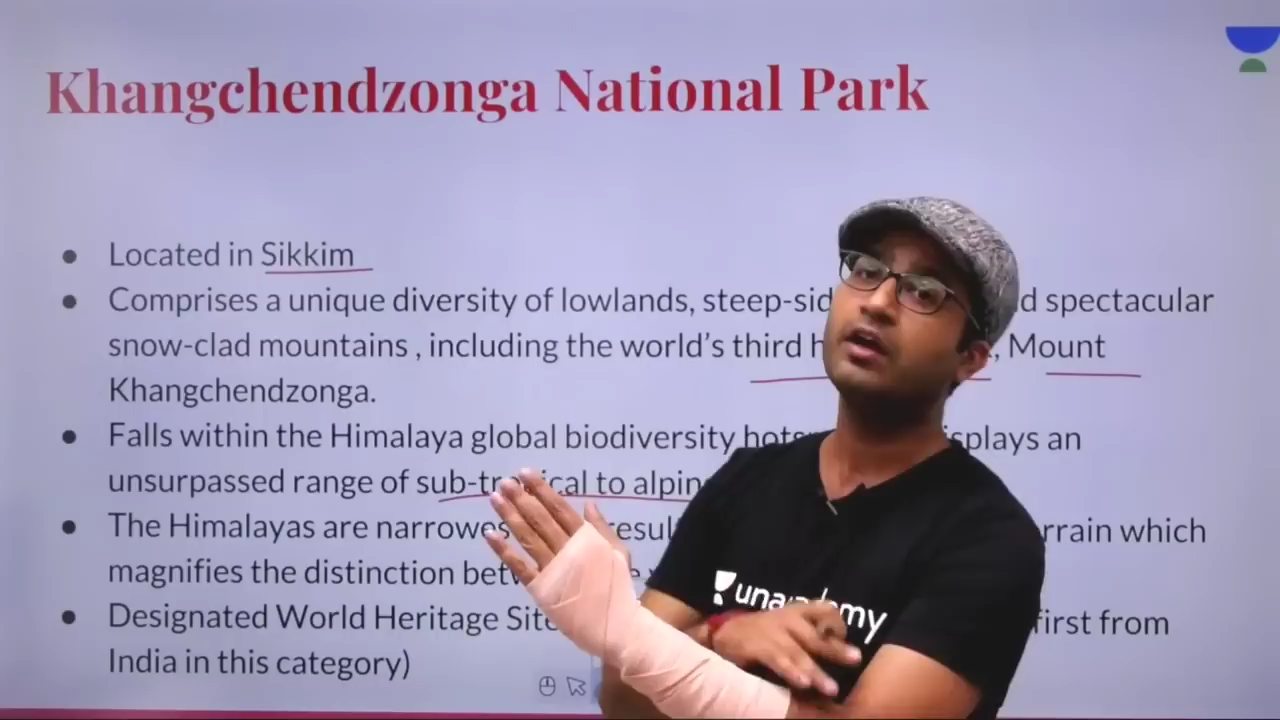 Khangchendzonga National Park
● Located in Sikkim
● Comprises a unique diversity of lowlands, steep-sid d spectacular
snow-clad mountains , including the world's third h , Mount
Khangchendzonga.
● Falls within the Himalaya global biodiversity hots splays an
unsurpassed range of sub-tropical to alpin
● The Himalayas are narrowes resul rrain which
magnifies the distinction betw
● Designated World Heritage Site first from
India in this category)
unacademy